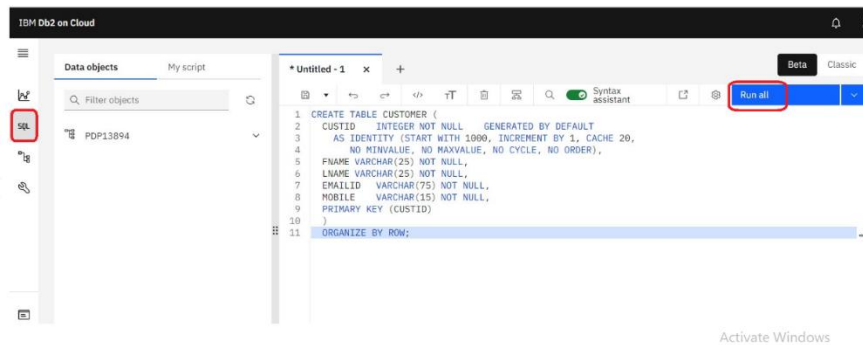 IBM Db2 on Cloud
Data objects My script
* Untitled - 1 × +
Beta Classic
Filter objects
Syntax assistant
Run all
SQL
PDP13894
1 CREATE TABLE CUSTOMER (
2 CUSTID INTEGER NOT NULL GENERATED BY DEFAULT
3 AS IDENTITY (START WITH 1000, INCREMENT BY 1, CACHE 20,
4 NO MINVALUE, NO MAXVALUE, NO CYCLE, NO ORDER),
5 FNAME VARCHAR(25) NOT NULL,
6 LNAME VARCHAR(25) NOT NULL,
7 EMAILID VARCHAR(75) NOT NULL,
8 MOBILE VARCHAR(15) NOT NULL,
9 PRIMARY KEY (CUSTID)
10 )
11 ORGANIZE BY ROW;
Activate Windows